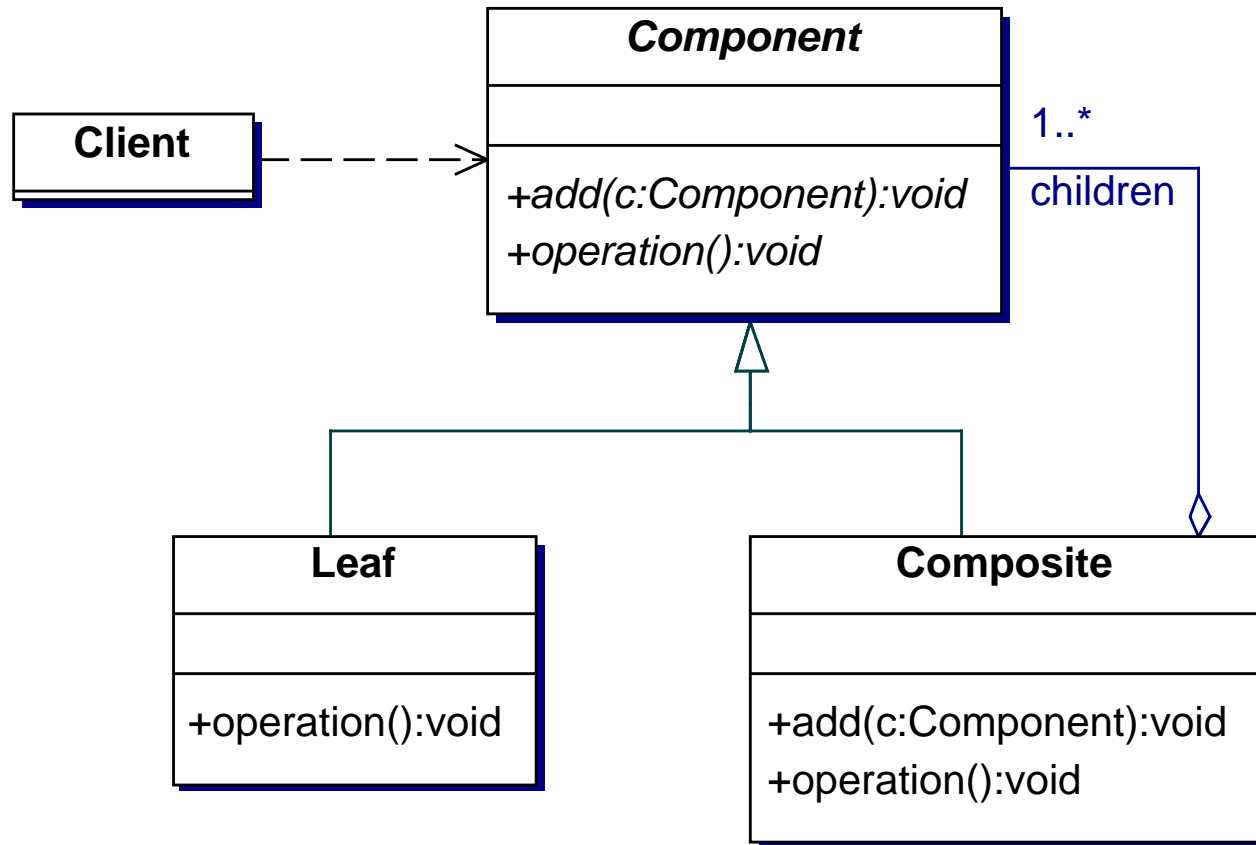 Component
Client
+add(c:Component):void
+operation():void
1..*
children
Leaf
+operation():void
Composite
+add(c:Component):void
+operation():void